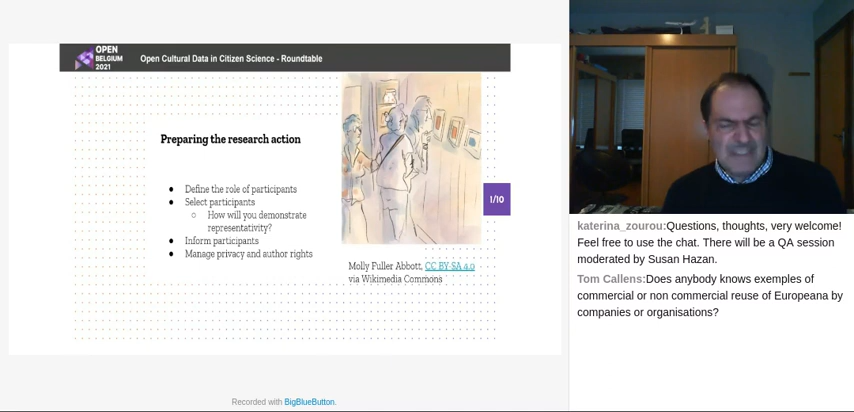 OPEN
BELGIUM
2021
Open Cultural Data in Citizen Science - Roundtable
Preparing the research action
Define the role of participants
Select participants
How will you demonstrate
representativity?
Inform participants
Manage privacy and author rights
1/10
Molly Fuller Abbott, CC BY-SA 4.0
via Wikimedia Commons
Recorded with BigBlueButton.
katerina_zourou:Questions, thoughts, very welcome!
Feel free to use the chat. There will be a QA session
moderated by Susan Hazan.
Tom Callens:Does anybody knows exemples of
commercial or non commercial reuse of Europeana by
companies or organisations?